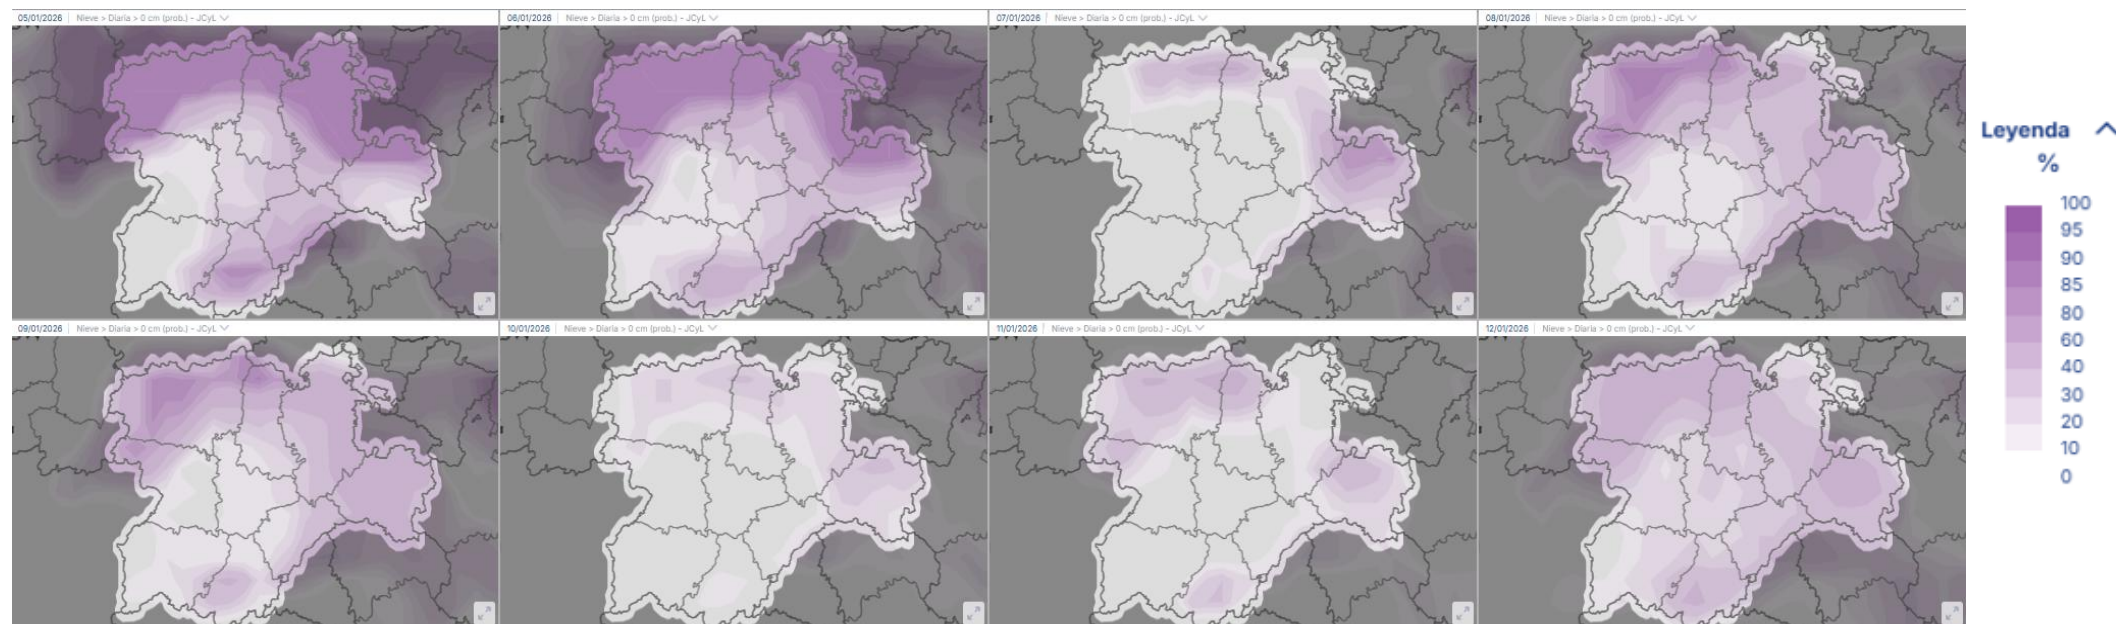 05/01/2026 Nieve > Diaria > 0 cm (prob.) - JCyL
06/01/2026 Nieve > Diaria > 0 cm (prob.) - JCyL
07/01/2026 Nieve > Diaria > 0 cm (prob.) - JCyL
08/01/2026 Nieve > Diaria > 0 cm (prob.) - JCyL
09/01/2026 Nieve > Diaria > 0 cm (prob.) - JCyL
10/01/2026 Nieve > Diaria > 0 cm (prob.) - JCyL
11/01/2026 Nieve > Diaria > 0 cm (prob.) - JCyL
12/01/2026 Nieve > Diaria > 0 cm (prob.) - JCyL
Leyenda
%
100
95
90
85
80
60
40
30
20
10
0